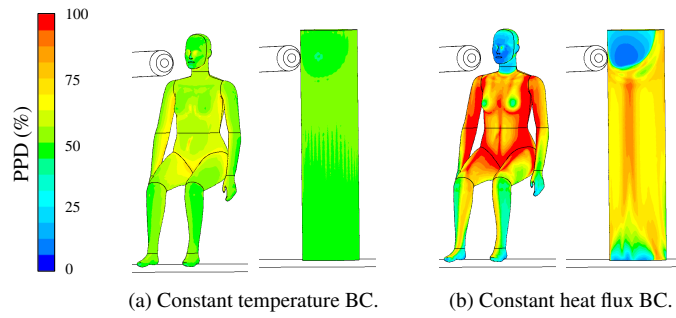 PPD (%)
100
75
50
25
0
(a) Constant temperature BC.
(b) Constant heat flux BC.